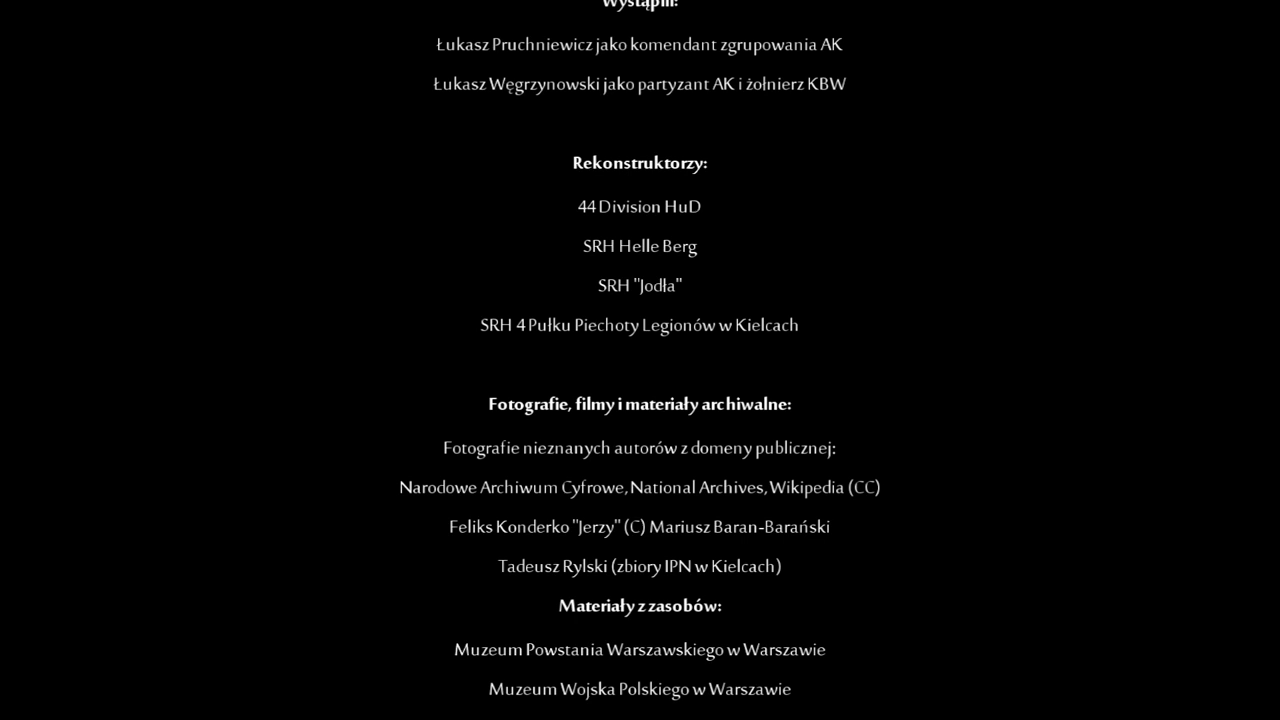 Wystąpili:
Łukasz Pruchniewicz jako komendant zgrupowania AK
Łukasz Węgrzynowski jako partyzant AK i żołnierz KBW
Rekonstruktorzy:
44 Division HuD
SRH Helle Berg
SRH "Jodła"
SRH 4 Pułku Piechoty Legionów w Kielcach
Fotografie, filmy i materiały archiwalne:
Fotografie nieznanych autorów z domeny publicznej:
Narodowe Archiwum Cyfrowe, National Archives, Wikipedia (CC)
Feliks Konderko "Jerzy" (C) Mariusz Baran-Barański
Tadeusz Rylski (zbiory IPN w Kielcach)
Materiały z zasobów:
Muzeum Powstania Warszawskiego w Warszawie
Muzeum Wojska Polskiego w Warszawie